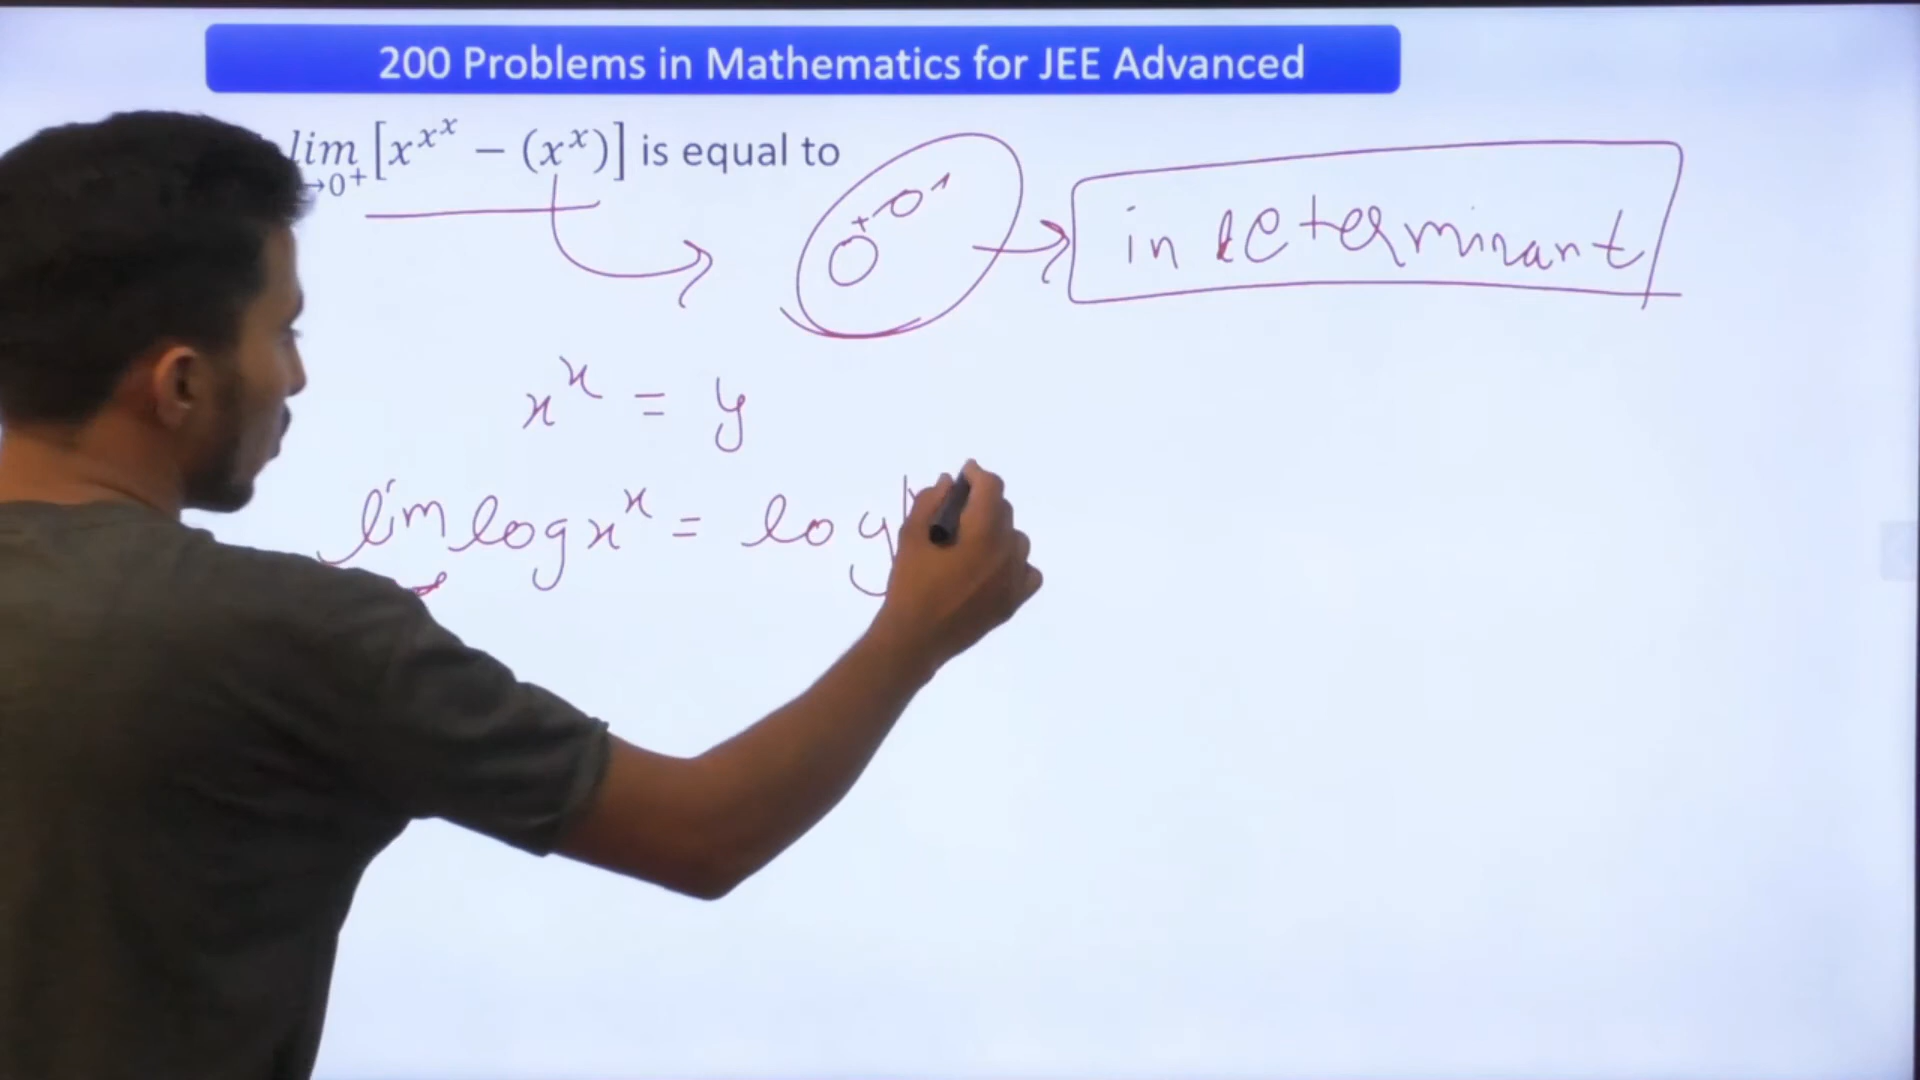 200 Problems in Mathematics for JEE Advanced
lim [x^{x^x} − (x^x)] is equal to
→0⁺
0⁺
in determinant
x^x = y
lim log x^x = log y